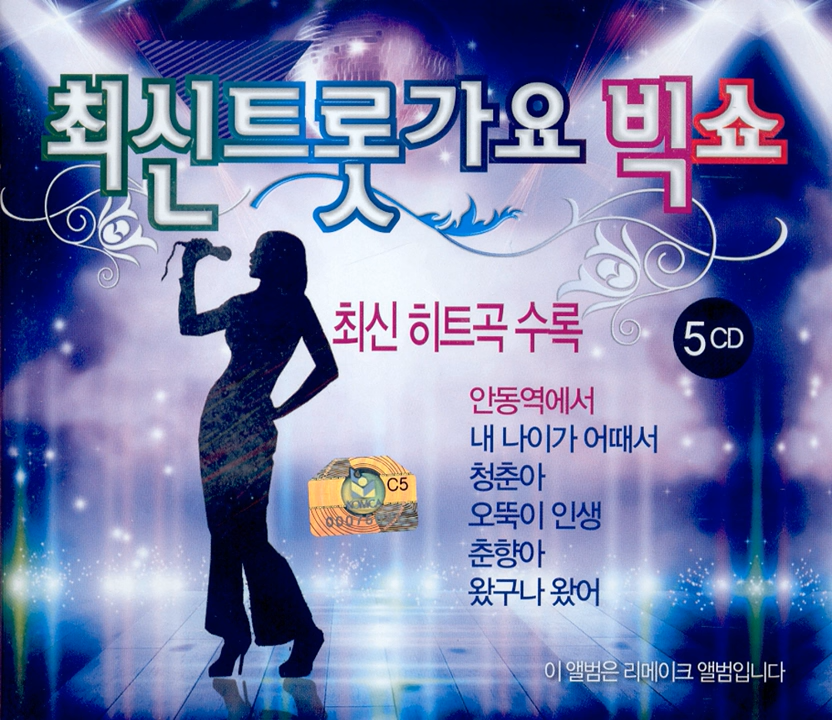 최신트롯가요 빅쇼
최신 히트곡 수록
5CD
안동역에서
내 나이가 어때서
청춘아
오뚝이 인생
춘향아
왔구나 왔어
C5
이 앨범은 리메이크 앨범입니다